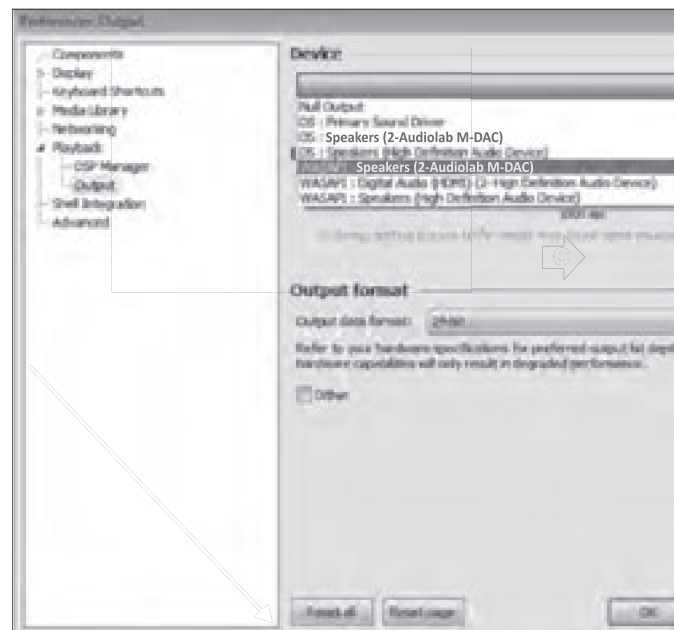 Preferences: Output
Components
Display
Keyboard Shortcuts
Media Library
Networking
Playback
DSP Manager
Output
Shell Integration
Advanced
Device
Null Output
DS : Primary Sound Driver
DS : Speakers (2-Audiolab M-DAC)
DS : Speakers (High Definition Audio Device)
WASAPI : Speakers (2-Audiolab M-DAC)
WASAPI : Digital Audio (HDMI) (2-High Definition Audio Device)
WASAPI : Speakers (High Definition Audio Device)
1000 ms
Output format
Output data format: 24-bit
Refer to your hardware specifications for preferred output bit
hardware capabilities will only result in degraded performance.
Dither
Reset all
Reset page
OK